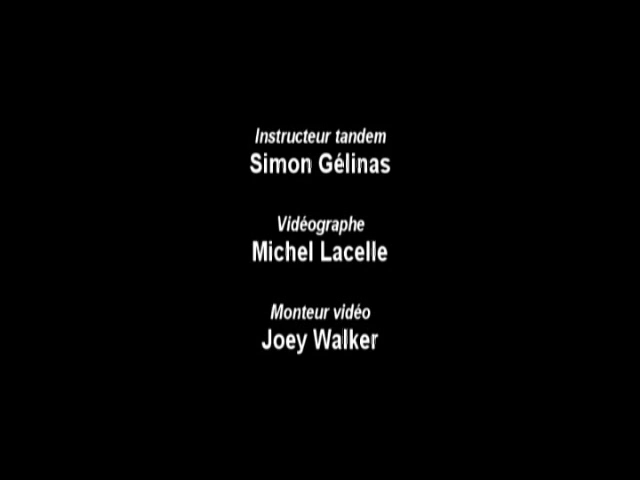 Instructeur tandem
Simon Gélinas
Vidéographe
Michel Lacelle
Monteur vidéo
Joey Walker